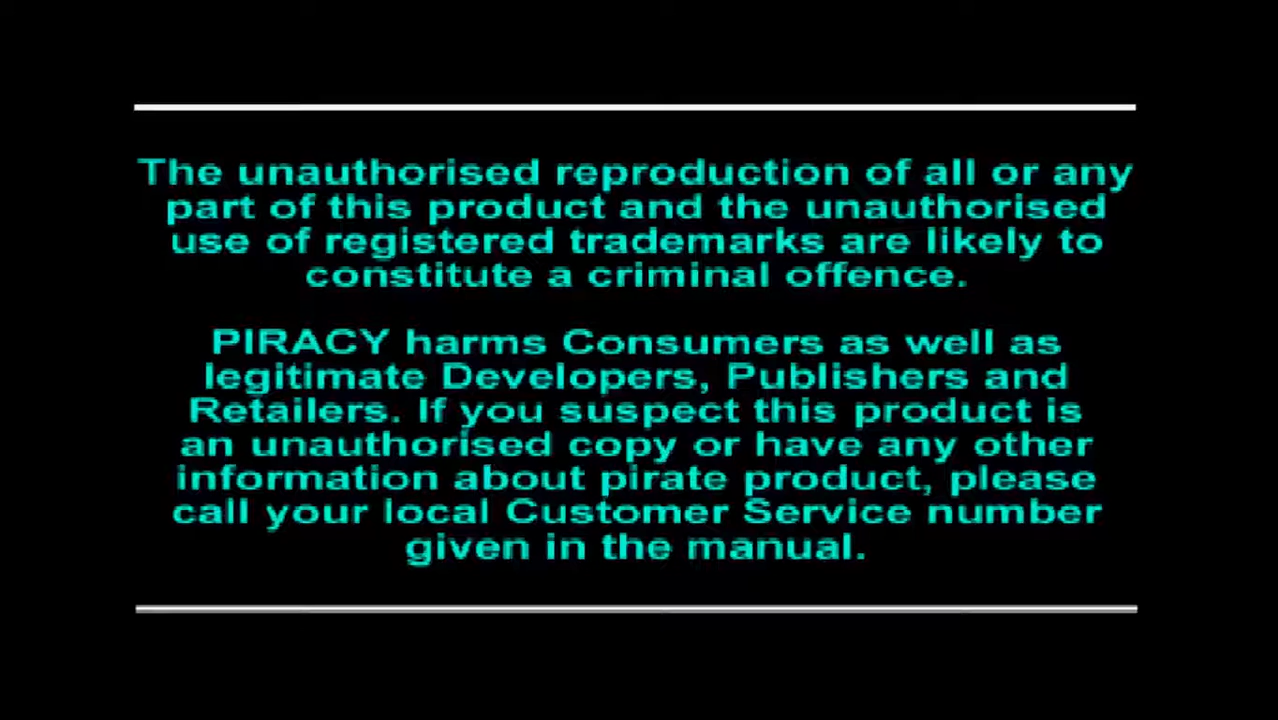 The unauthorised reproduction of all or any
part of this product and the unauthorised
use of registered trademarks are likely to
constitute a criminal offence.
PIRACY harms Consumers as well as
legitimate Developers, Publishers and
Retailers. If you suspect this product is
an unauthorised copy or have any other
information about pirate product, please
call your local Customer Service number
given in the manual.